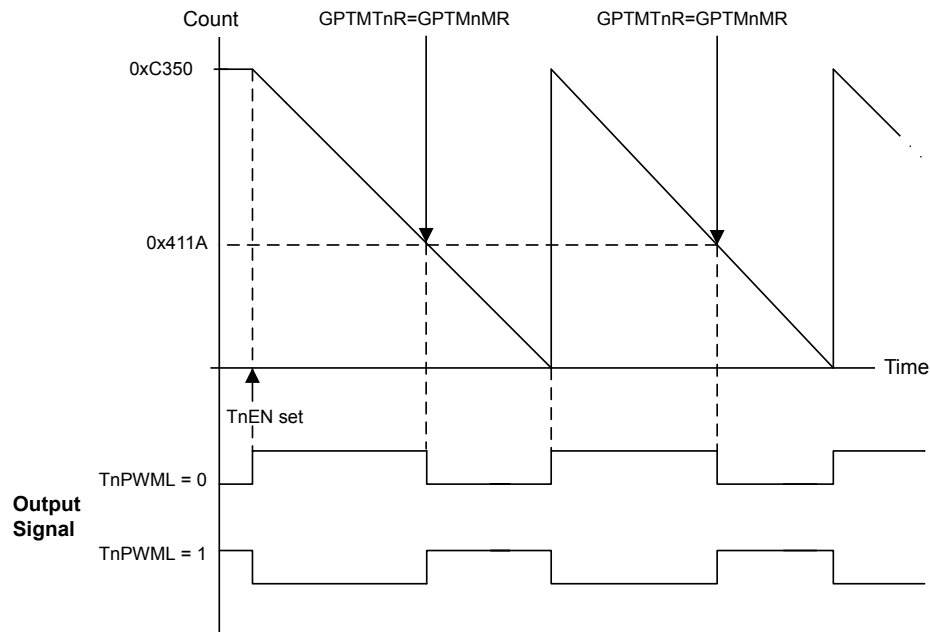 Count
GPTMTnR=GPTMnMR
GPTMTnR=GPTMnMR
0xC350
0x411A
Time
TnEN set
TnPWML = 0
Output
Signal
TnPWML = 1